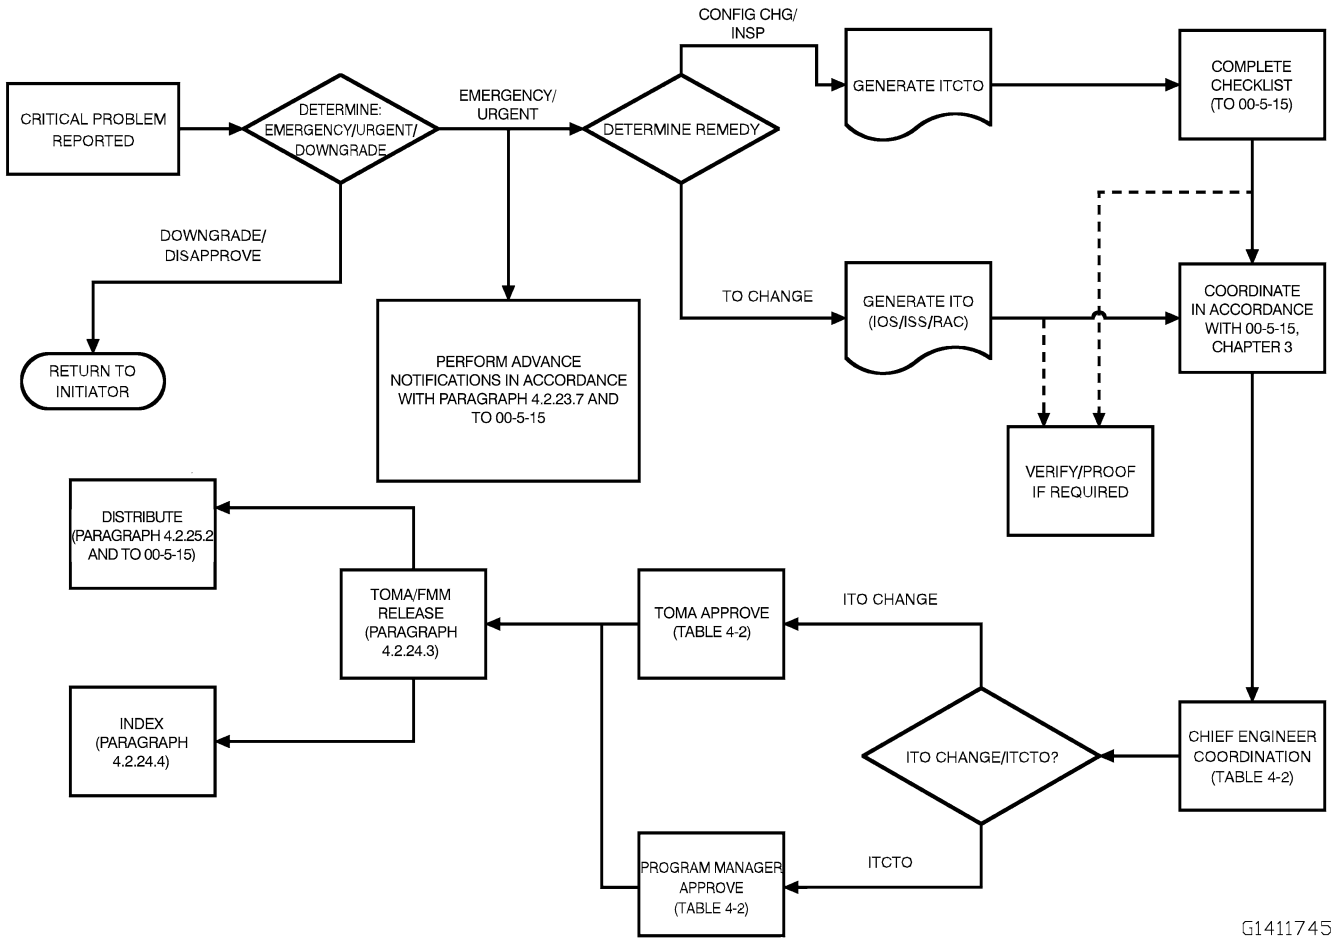 CONFIG CHG/
INSP
GENERATE ITCTO
COMPLETE
CHECKLIST
(TO 00-5-15)
CRITICAL PROBLEM
REPORTED
DETERMINE:
EMERGENCY/URGENT/
DOWNGRADE
EMERGENCY/
URGENT
DETERMINE REMEDY
DOWNGRADE/
DISAPPROVE
RETURN TO
INITIATOR
PERFORM ADVANCE
NOTIFICATIONS IN ACCORDANCE
WITH PARAGRAPH 4.2.23.7 AND
TO 00-5-15
TO CHANGE
GENERATE ITO
(IOS/ISS/RAC)
COORDINATE
IN ACCORDANCE
WITH 00-5-15,
CHAPTER 3
VERIFY/PROOF
IF REQUIRED
DISTRIBUTE
(PARAGRAPH 4.2.25.2
AND TO 00-5-15)
TOMA/FMM
RELEASE
(PARAGRAPH
4.2.24.3)
TOMA APPROVE
(TABLE 4-2)
ITO CHANGE
INDEX
(PARAGRAPH
4.2.24.4)
ITO CHANGE/ITCTO?
CHIEF ENGINEER
COORDINATION
(TABLE 4-2)
PROGRAM MANAGER
APPROVE
(TABLE 4-2)
ITCTO
G1411745